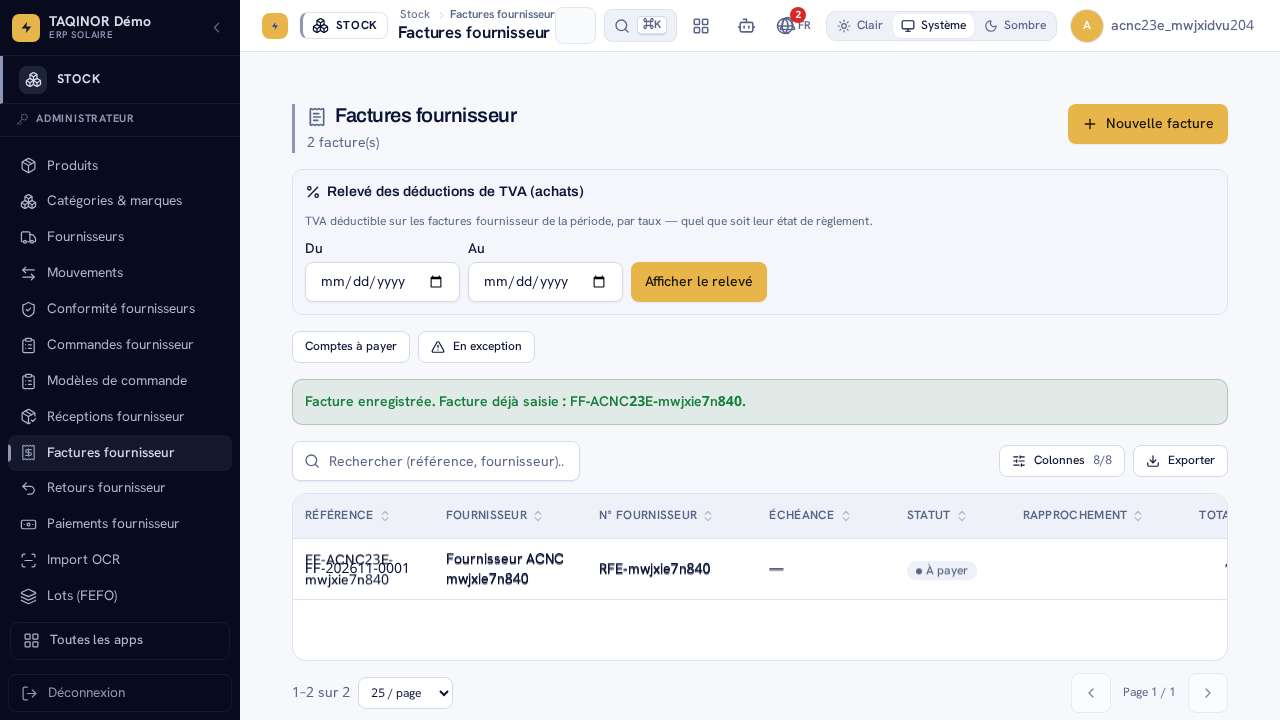 TAQINOR Démo
ERP SOLAIRE
STOCK
ADMINISTRATEUR
Produits
Catégories & marques
Fournisseurs
Mouvements
Conformité fournisseurs
Commandes fournisseur
Modèles de commande
Réceptions fournisseur
Factures fournisseur
Retours fournisseur
Paiements fournisseur
Import OCR
Lots (FEFO)
Toutes les apps
Déconnexion
STOCK
Stock
Factures fournisseur
Factures fournisseur
⌘K
2
FR
Clair
Système
Sombre
A
acnc23e_mwjxidvu204
Factures fournisseur
2 facture(s)
Nouvelle facture
Relevé des déductions de TVA (achats)
TVA déductible sur les factures fournisseur de la période, par taux — quel que soit leur état de règlement.
Du
Au
mm/dd/yyyy
mm/dd/yyyy
Afficher le relevé
Comptes à payer
En exception
Facture enregistrée. Facture déjà saisie : FF-ACNC23E-mwjxie7n840.
Rechercher (référence, fournisseur)..
Colonnes 8/8
Exporter
RÉFÉRENCE
FOURNISSEUR
N° FOURNISSEUR
ÉCHÉANCE
STATUT
RAPPROCHEMENT
TOTA
FF-ACNC23E-
FF-202611-0001
mwjxie7n840
Fournisseur ACNC
mwjxie7n840
RFE-mwjxie7n840
—
À payer
1–2 sur 2
25 / page
Page 1 / 1